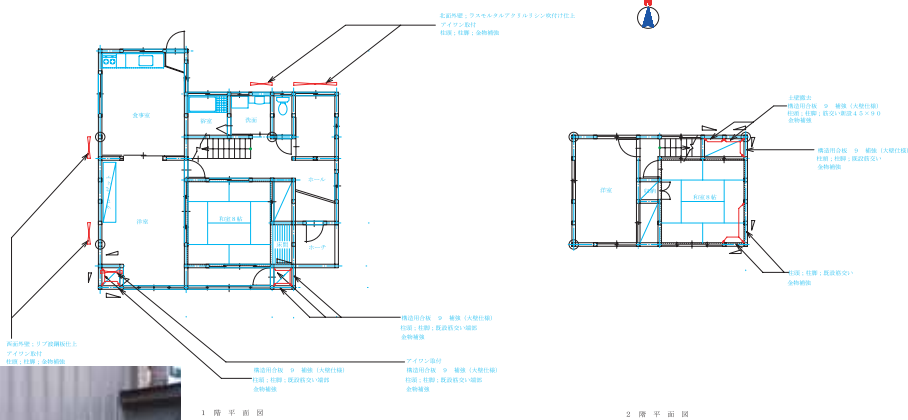 北面外壁；ラスモルタルアクリルリシン吹付け仕上
アイワン取付
柱頭；柱脚；金物補強
土壁撤去
構造用合板　９　補強（大壁仕様）
柱頭；柱脚；筋交い新設４５×９０
金物補強
構造用合板　９　補強（大壁仕様）
柱頭；柱脚；既設筋交い
金物補強
食事室
浴室
洗面
ホール
洋室
和室８帖
ポーチ
洋室
和室８帖
柱頭；柱脚；既設筋交い
金物補強
構造用合板　９　補強（大壁仕様）
柱頭；柱脚；既設筋交い端部
金物補強
西面外壁；リブ波鋼板仕上
アイワン取付
柱頭；柱脚；金物補強
アイワン取付
構造用合板　９　補強（大壁仕様）
柱頭；柱脚；既設筋交い端部
金物補強
構造用合板　９　補強（大壁仕様）
柱頭；柱脚；既設筋交い端部
金物補強
１　階　平　面　図
２　階　平　面　図